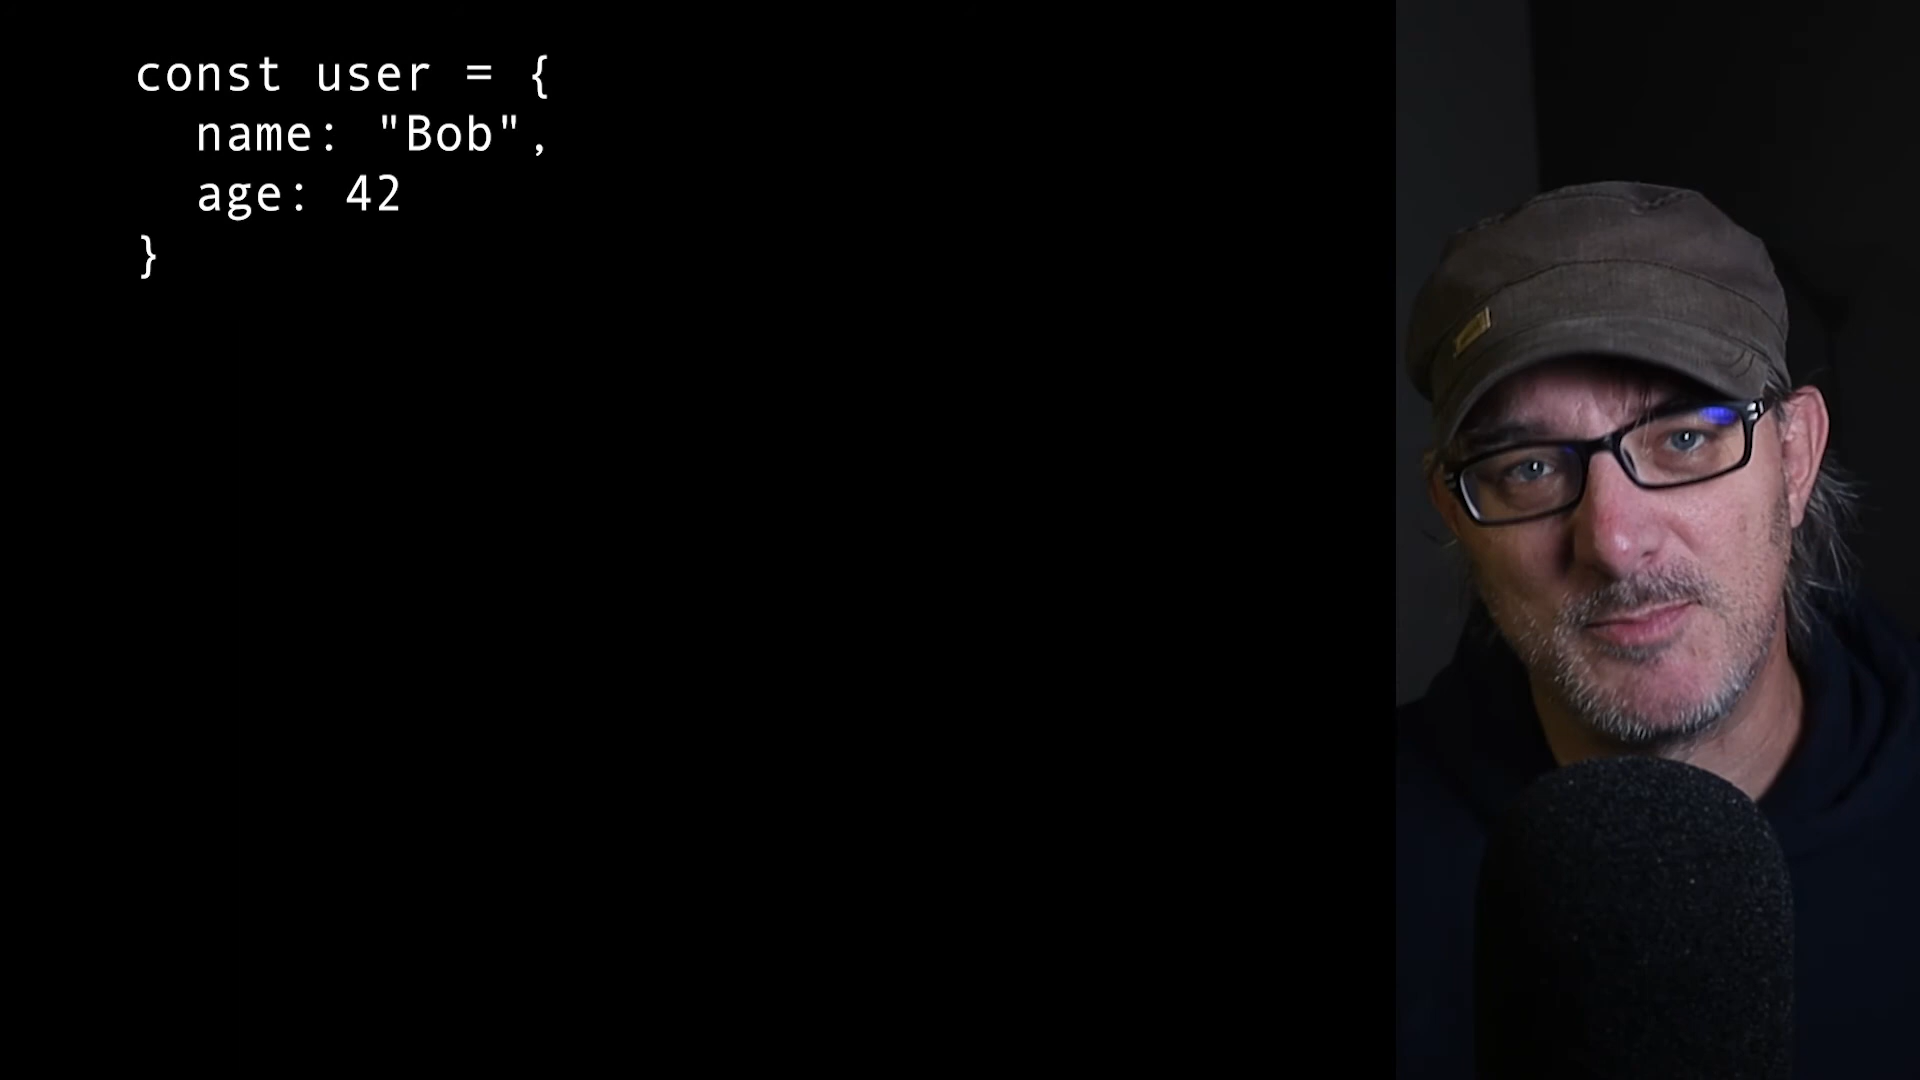 const user = {
  name: "Bob",
  age: 42
}